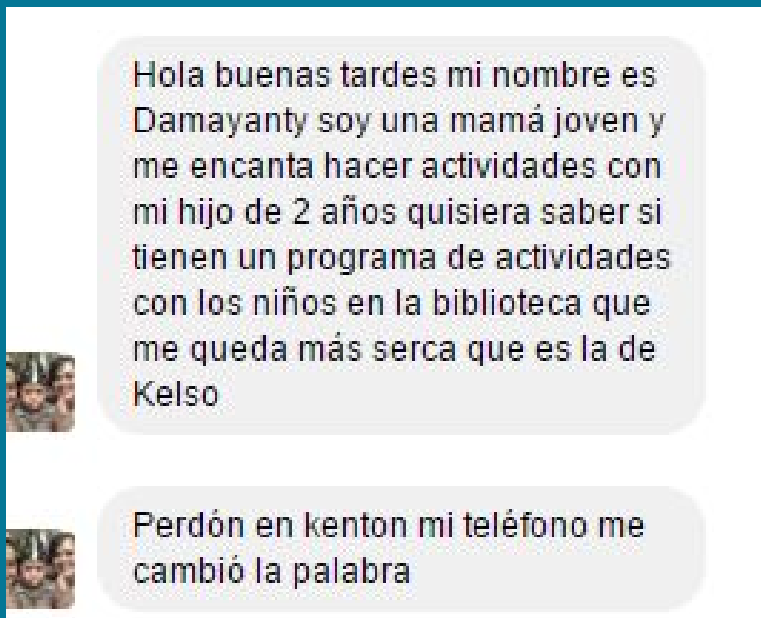 Hola buenas tardes mi nombre es
Damayanty soy una mamá joven y
me encanta hacer actividades con
mi hijo de 2 años quisiera saber si
tienen un programa de actividades
con los niños en la biblioteca que
me queda más serca que es la de
Kelso
Perdón en kenton mi teléfono me
cambió la palabra